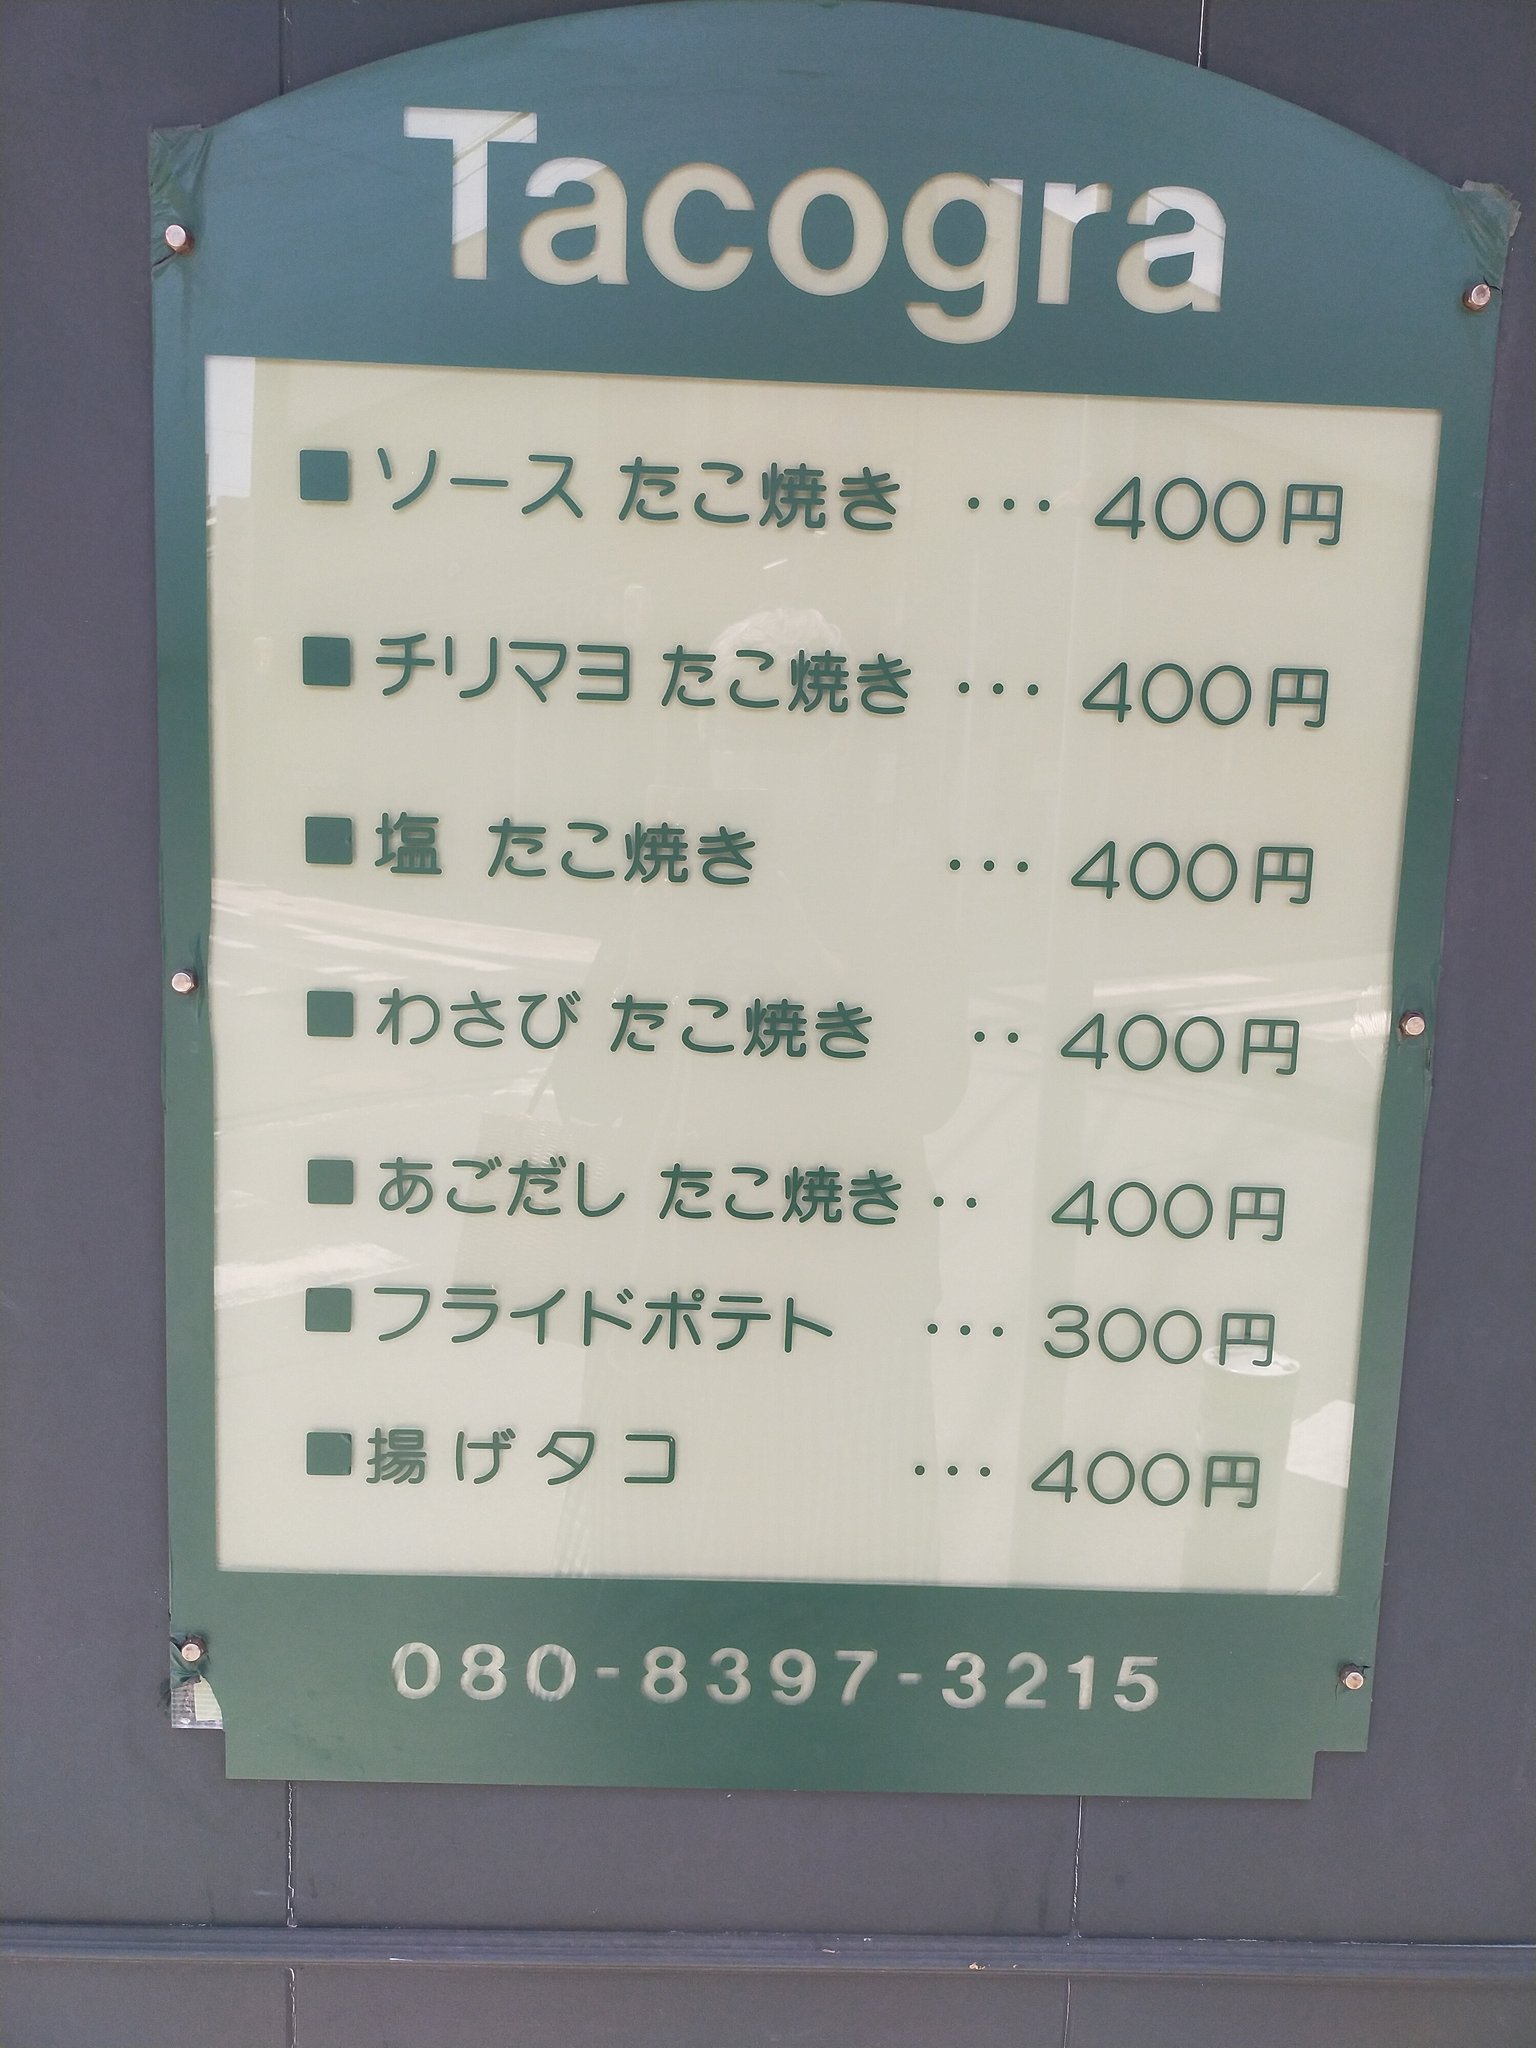 Tacogra
■ソース たこ焼き ･･･ 400円
■チリマヨ たこ焼き ･･･ 400円
■塩 たこ焼き ･･･ 400円
■わさび たこ焼き ･･ 400円
■あごだし たこ焼き ･･ 400円
■フライドポテト ･･･ 300円
■揚げタコ ･･･ 400円
080-8397-3215